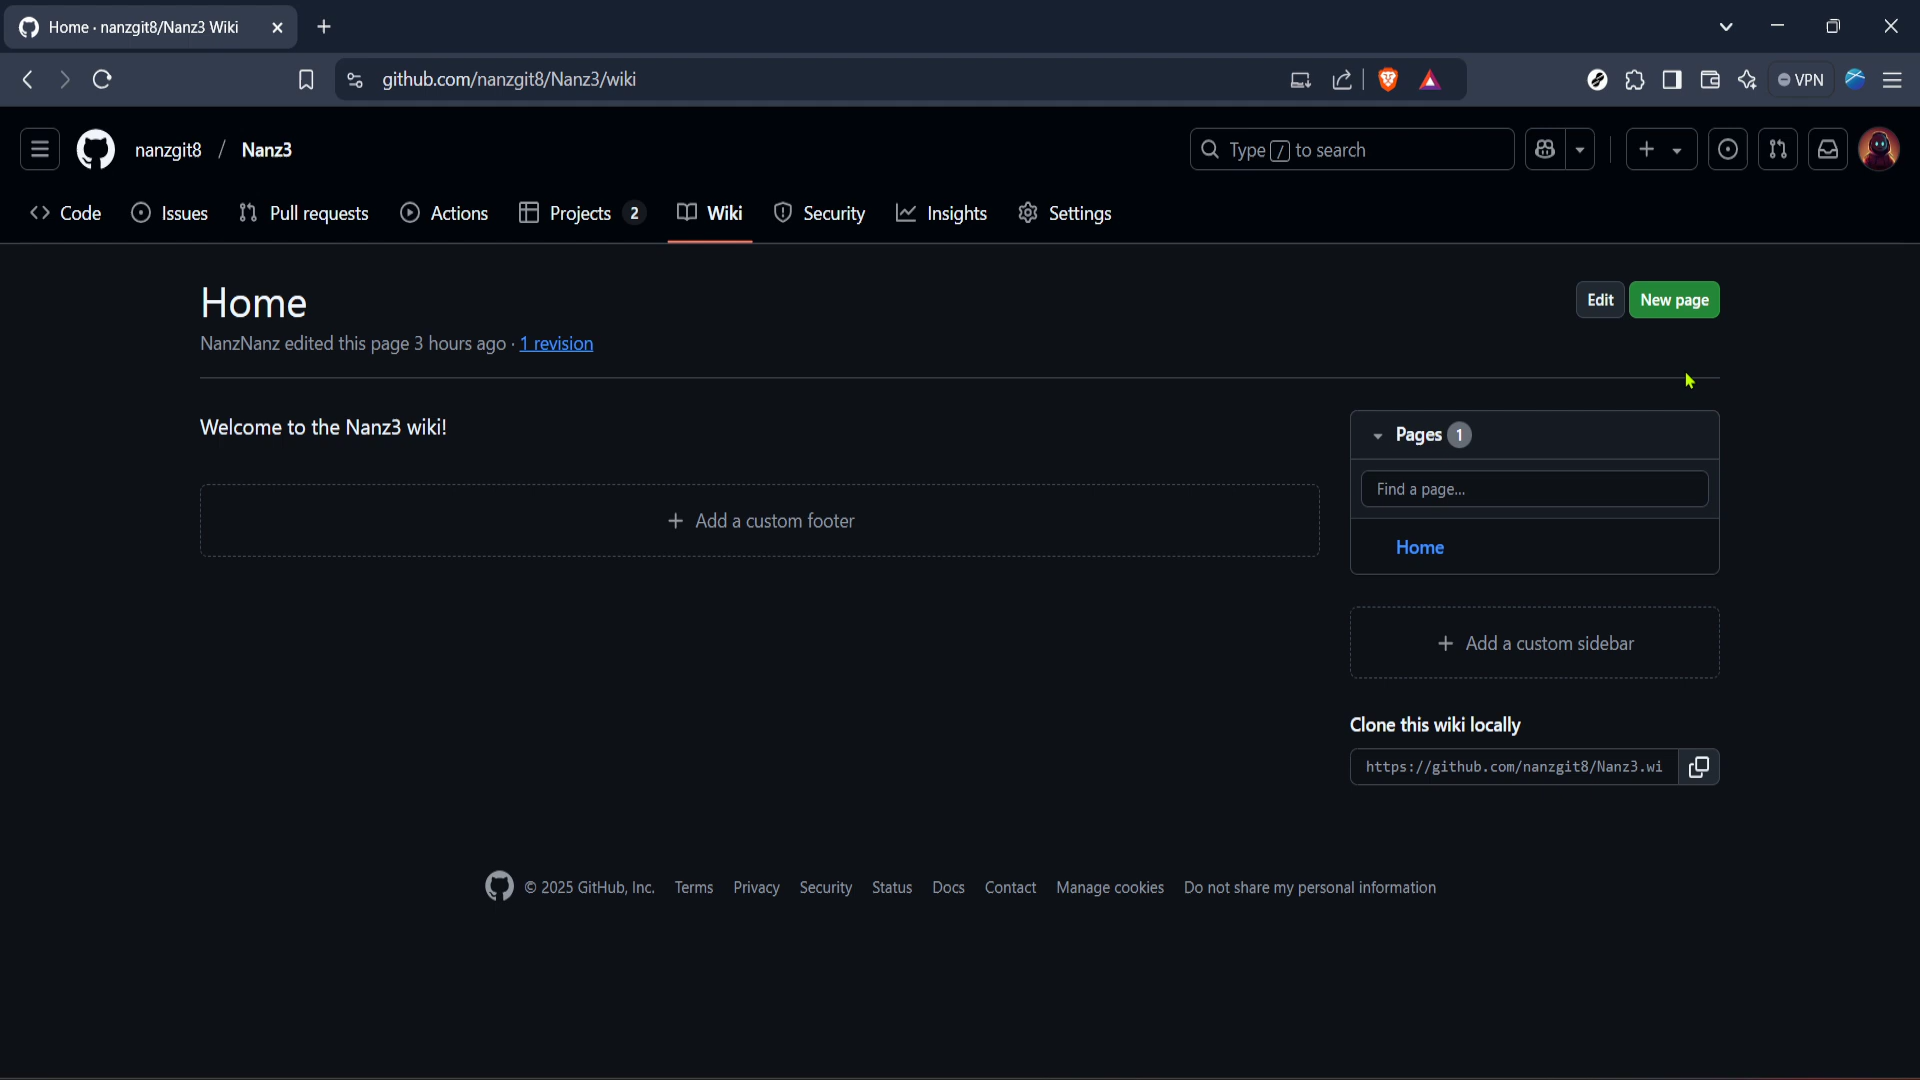 Home · nanzgit8/Nanz3 Wiki
github.com/nanzgit8/Nanz3/wiki
VPN
nanzgit8 / Nanz3
Type / to search
Code
Issues
Pull requests
Actions
Projects 2
Wiki
Security
Insights
Settings
Home
Edit
New page
NanzNanz edited this page 3 hours ago · 1 revision
Welcome to the Nanz3 wiki!
Pages 1
Find a page...
Home
Add a custom footer
Add a custom sidebar
Clone this wiki locally
https://github.com/nanzgit8/Nanz3.wi
© 2025 GitHub, Inc. Terms Privacy Security Status Docs Contact Manage cookies Do not share my personal information